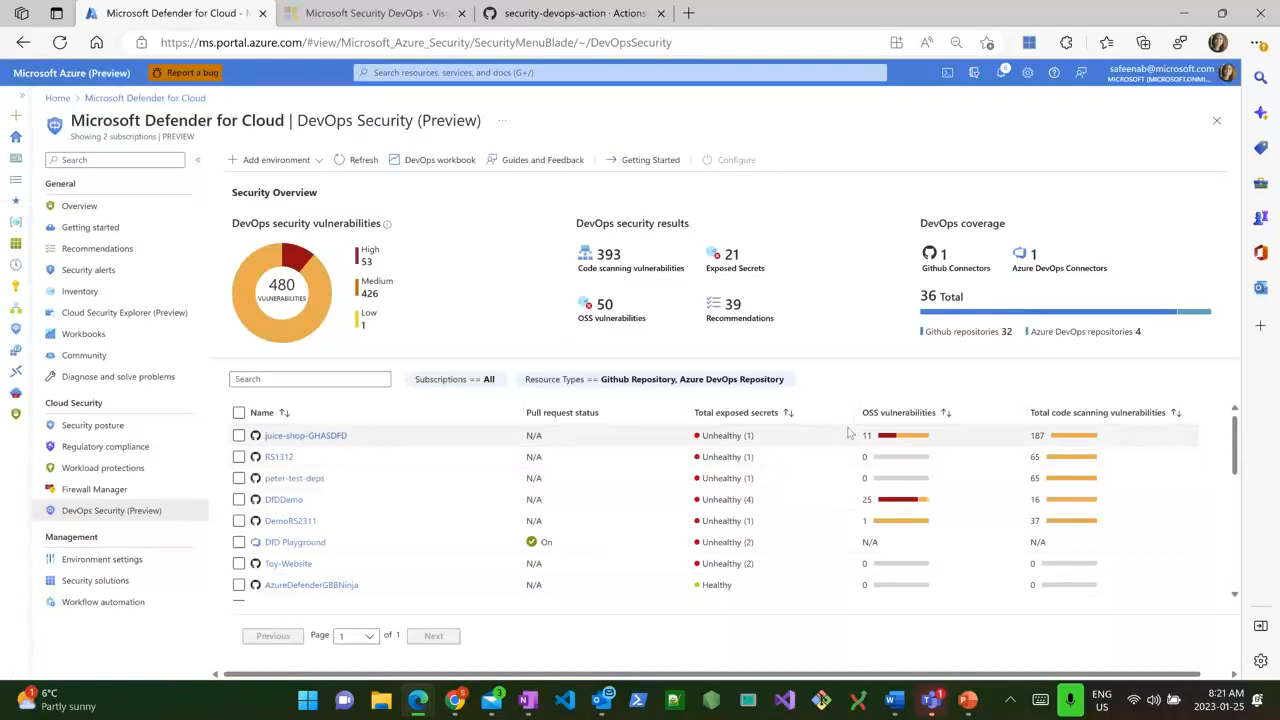 Microsoft Defender for Cloud - M
Microsoft DevOps Security - Visu
security-devops-action · Actions
https://ms.portal.azure.com/#view/Microsoft_Azure_Security/SecurityMenuBlade/~/DevOpsSecurity
Microsoft Azure (Preview)
Report a bug
Search resources, services, and docs (G+/)
6
safeenab@microsoft.com
MICROSOFT (MICROSOFT.ONMI...
Home > Microsoft Defender for Cloud
Microsoft Defender for Cloud | DevOps Security (Preview) ...
Showing 2 subscriptions | PREVIEW
Search
Add environment
Refresh
DevOps workbook
Guides and Feedback
Getting Started
Configure
General
Overview
Getting started
Recommendations
Security alerts
Inventory
Cloud Security Explorer (Preview)
Workbooks
Community
Diagnose and solve problems
Cloud Security
Security posture
Regulatory compliance
Workload protections
Firewall Manager
DevOps Security (Preview)
Management
Environment settings
Security solutions
Workflow automation
Security Overview
DevOps security vulnerabilities
480
VULNERABILITIES
High
53
Medium
426
Low
1
DevOps security results
393
Code scanning vulnerabilities
21
Exposed Secrets
50
OSS vulnerabilities
39
Recommendations
DevOps coverage
1
Github Connectors
1
Azure DevOps Connectors
36 Total
Github repositories 32
Azure DevOps repositories 4
Search
Subscriptions == All
Resource Types == Github Repository, Azure DevOps Repository
Name Pull request status Total exposed secrets OSS vulnerabilities Total code scanning vulnerabilities
juice-shop-GHASDFD N/A Unhealthy (1) 11 187
RS1312 N/A Unhealthy (1) 0 65
peter-test-deps N/A Unhealthy (1) 0 65
DfDDemo N/A Unhealthy (4) 25 16
DemoRS2311 N/A Unhealthy (1) 1 37
DfD Playground On Unhealthy (2) N/A N/A
Toy-Website N/A Unhealthy (2) 0 0
AzureDefenderGBBNinja N/A Healthy 0 0
Previous
Page 1 of 1
Next
1
6°C
Partly sunny
5
3
1
ENG
US
8:21 AM
2023-01-25